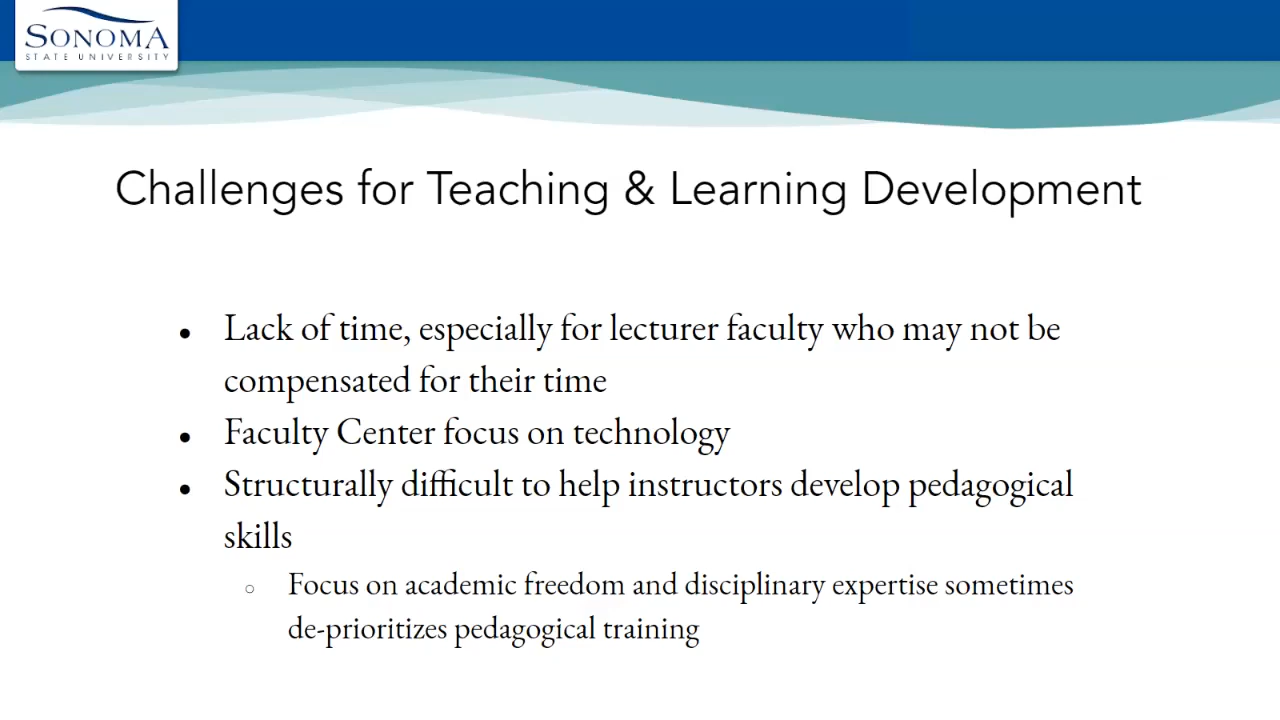 SONOMA
STATE UNIVERSITY
Challenges for Teaching & Learning Development
● Lack of time, especially for lecturer faculty who may not be
compensated for their time
● Faculty Center focus on technology
● Structurally difficult to help instructors develop pedagogical
skills
○ Focus on academic freedom and disciplinary expertise sometimes
de-prioritizes pedagogical training